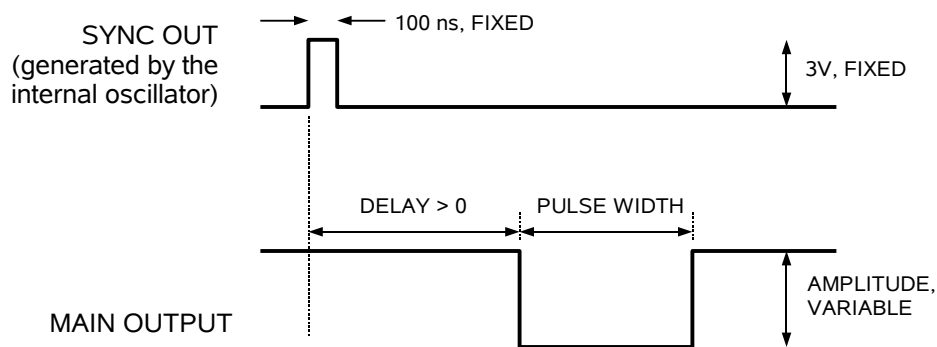 100 ns, FIXED
SYNC OUT
(generated by the
internal oscillator)
3V, FIXED
DELAY > 0
PULSE WIDTH
AMPLITUDE,
VARIABLE
MAIN OUTPUT